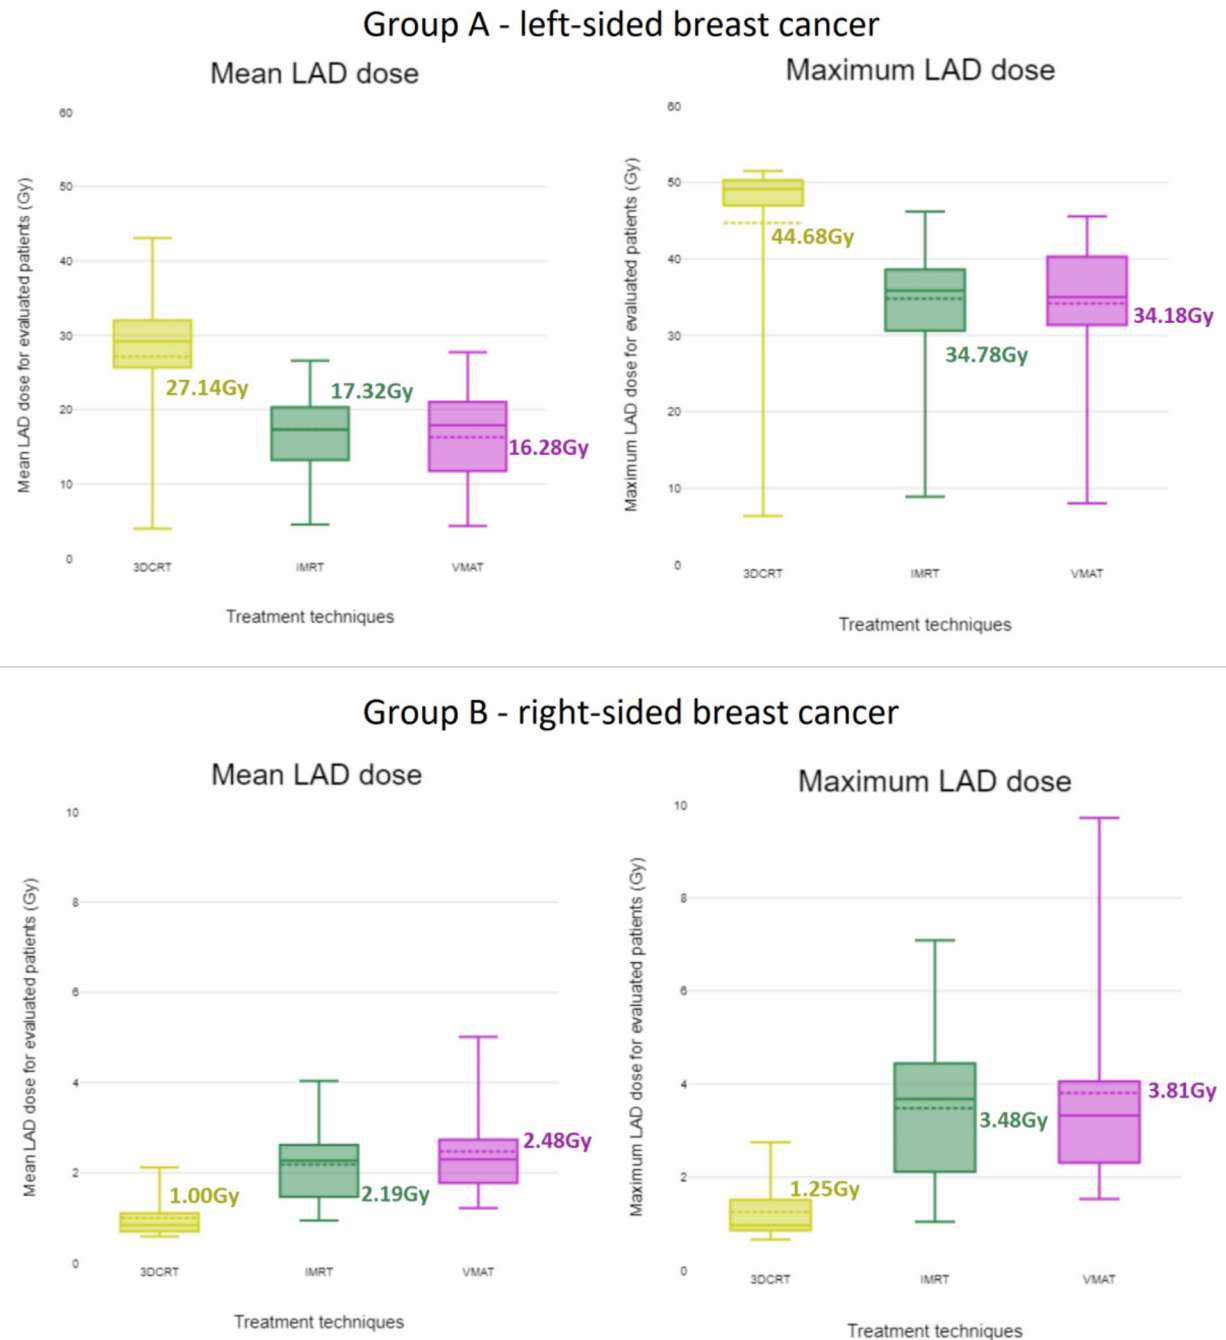 Group A - left-sided breast cancer
Mean LAD dose
Maximum LAD dose
Mean LAD dose for evaluated patients (Gy)
60
50
40
30
20
10
0
27.14Gy
17.32Gy
16.28Gy
3DCRT
IMRT
VMAT
Treatment techniques
Maximum LAD dose for evaluated patients (Gy)
60
50
40
30
20
10
0
44.68Gy
34.78Gy
34.18Gy
3DCRT
IMRT
VMAT
Treatment techniques
Group B - right-sided breast cancer
Mean LAD dose
Maximum LAD dose
Mean LAD dose for evaluated patients (Gy)
10
8
6
4
2
0
1.00Gy
2.19Gy
2.48Gy
3DCRT
IMRT
VMAT
Treatment techniques
Maximum LAD dose for evaluated patients (Gy)
10
8
6
4
2
0
1.25Gy
3.48Gy
3.81Gy
3DCRT
IMRT
VMAT
Treatment techniques